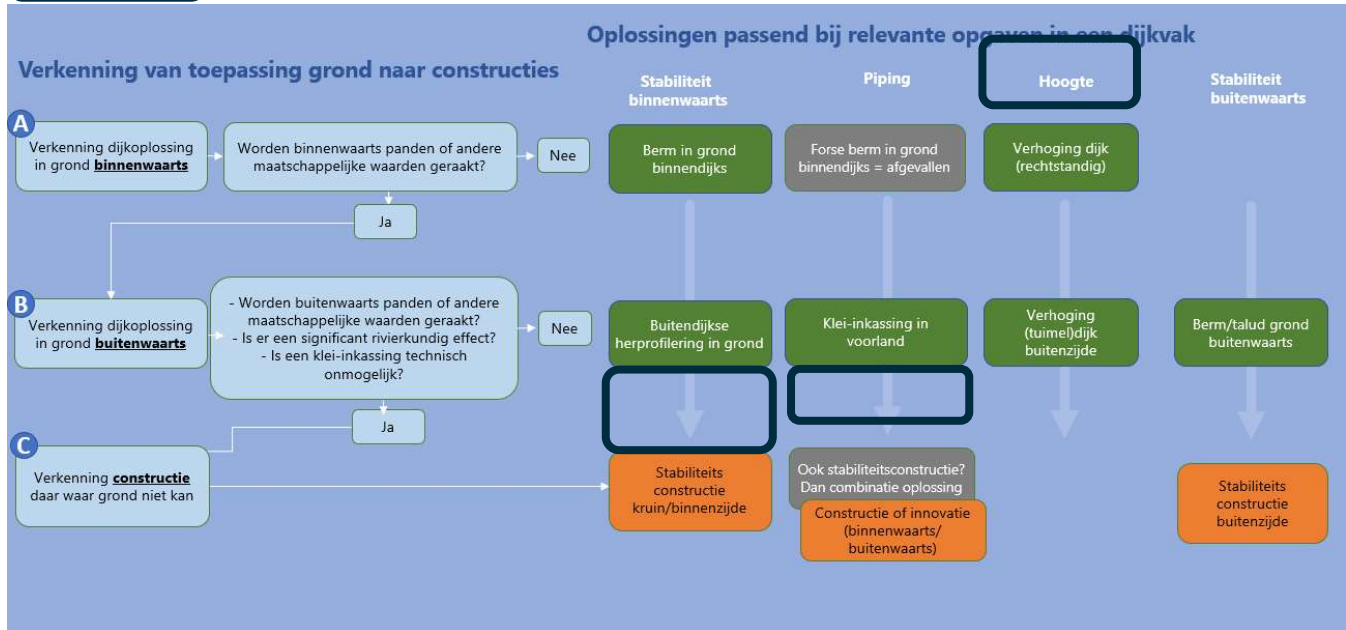 Oplossingen passend bij relevante opgaven in een dijkvak
Verkenning van toepassing grond naar constructies
Stabiliteit
binnenwaarts
Piping
Hoogte
Stabiliteit
buitenwaarts
A
Verkenning dijkoplossing
in grond binnenwaarts
Worden binnenwaarts panden of andere
maatschappelijke waarden geraakt?
Nee
Berm in grond
binnendijks
Forse berm in grond
binnendijks = afgevallen
Verhoging dijk
(rechtstandig)
Ja
B
Verkenning dijkoplossing
in grond buitenwaarts
- Worden buitenwaarts panden of andere
maatschappelijke waarden geraakt?
- Is er een significant rivierkundig effect?
- Is een klei-inkassing technisch
onmogelijk?
Nee
Buitendijkse
herprofilering in grond
Klei-inkassing in
voorland
Verhoging
(tuimel)dijk
buitenzijde
Berm/talud grond
buitenwaarts
Ja
C
Verkenning constructie
daar waar grond niet kan
Stabiliteits
constructie
kruin/binnenzijde
Ook stabiliteitsconstructie?
Dan combinatie oplossing
Constructie of innovatie
(binnenwaarts/
buitenwaarts)
Stabiliteits
constructie
buitenzijde